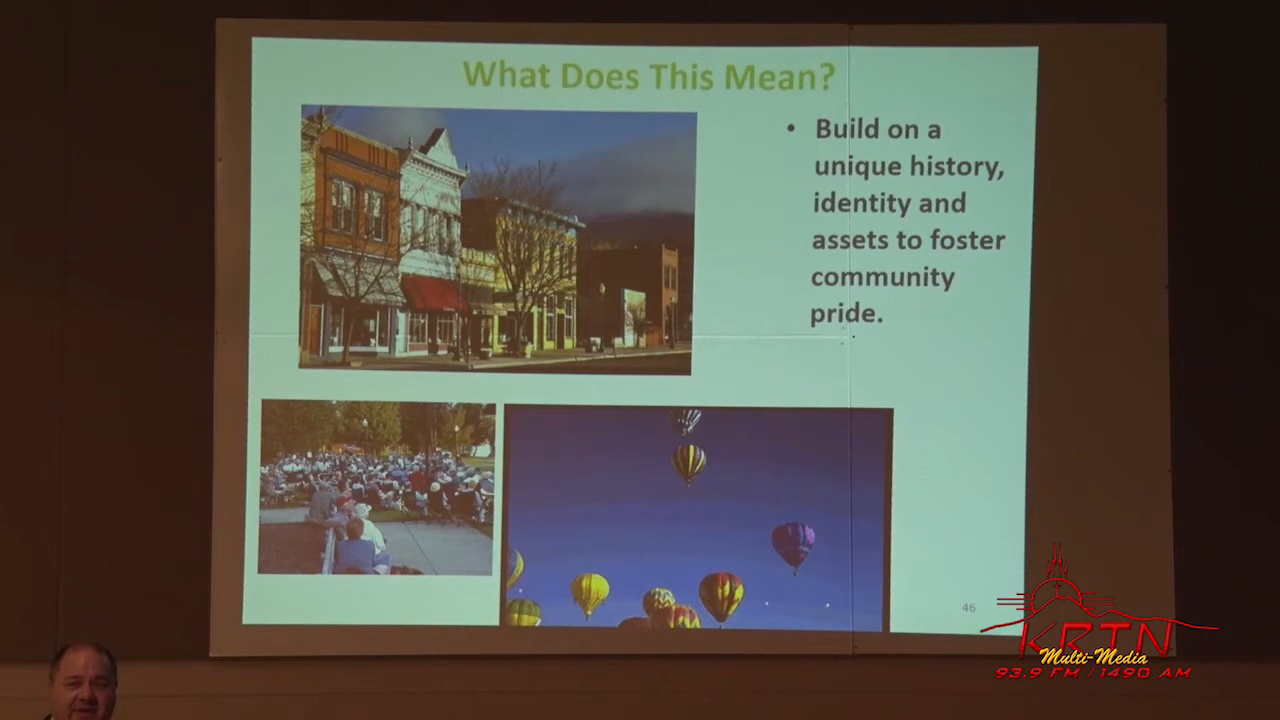 What Does This Mean?
• Build on a
unique history,
identity and
assets to foster
community
pride.
46
KRTN
Multi-Media
93.9 FM / 1490 AM